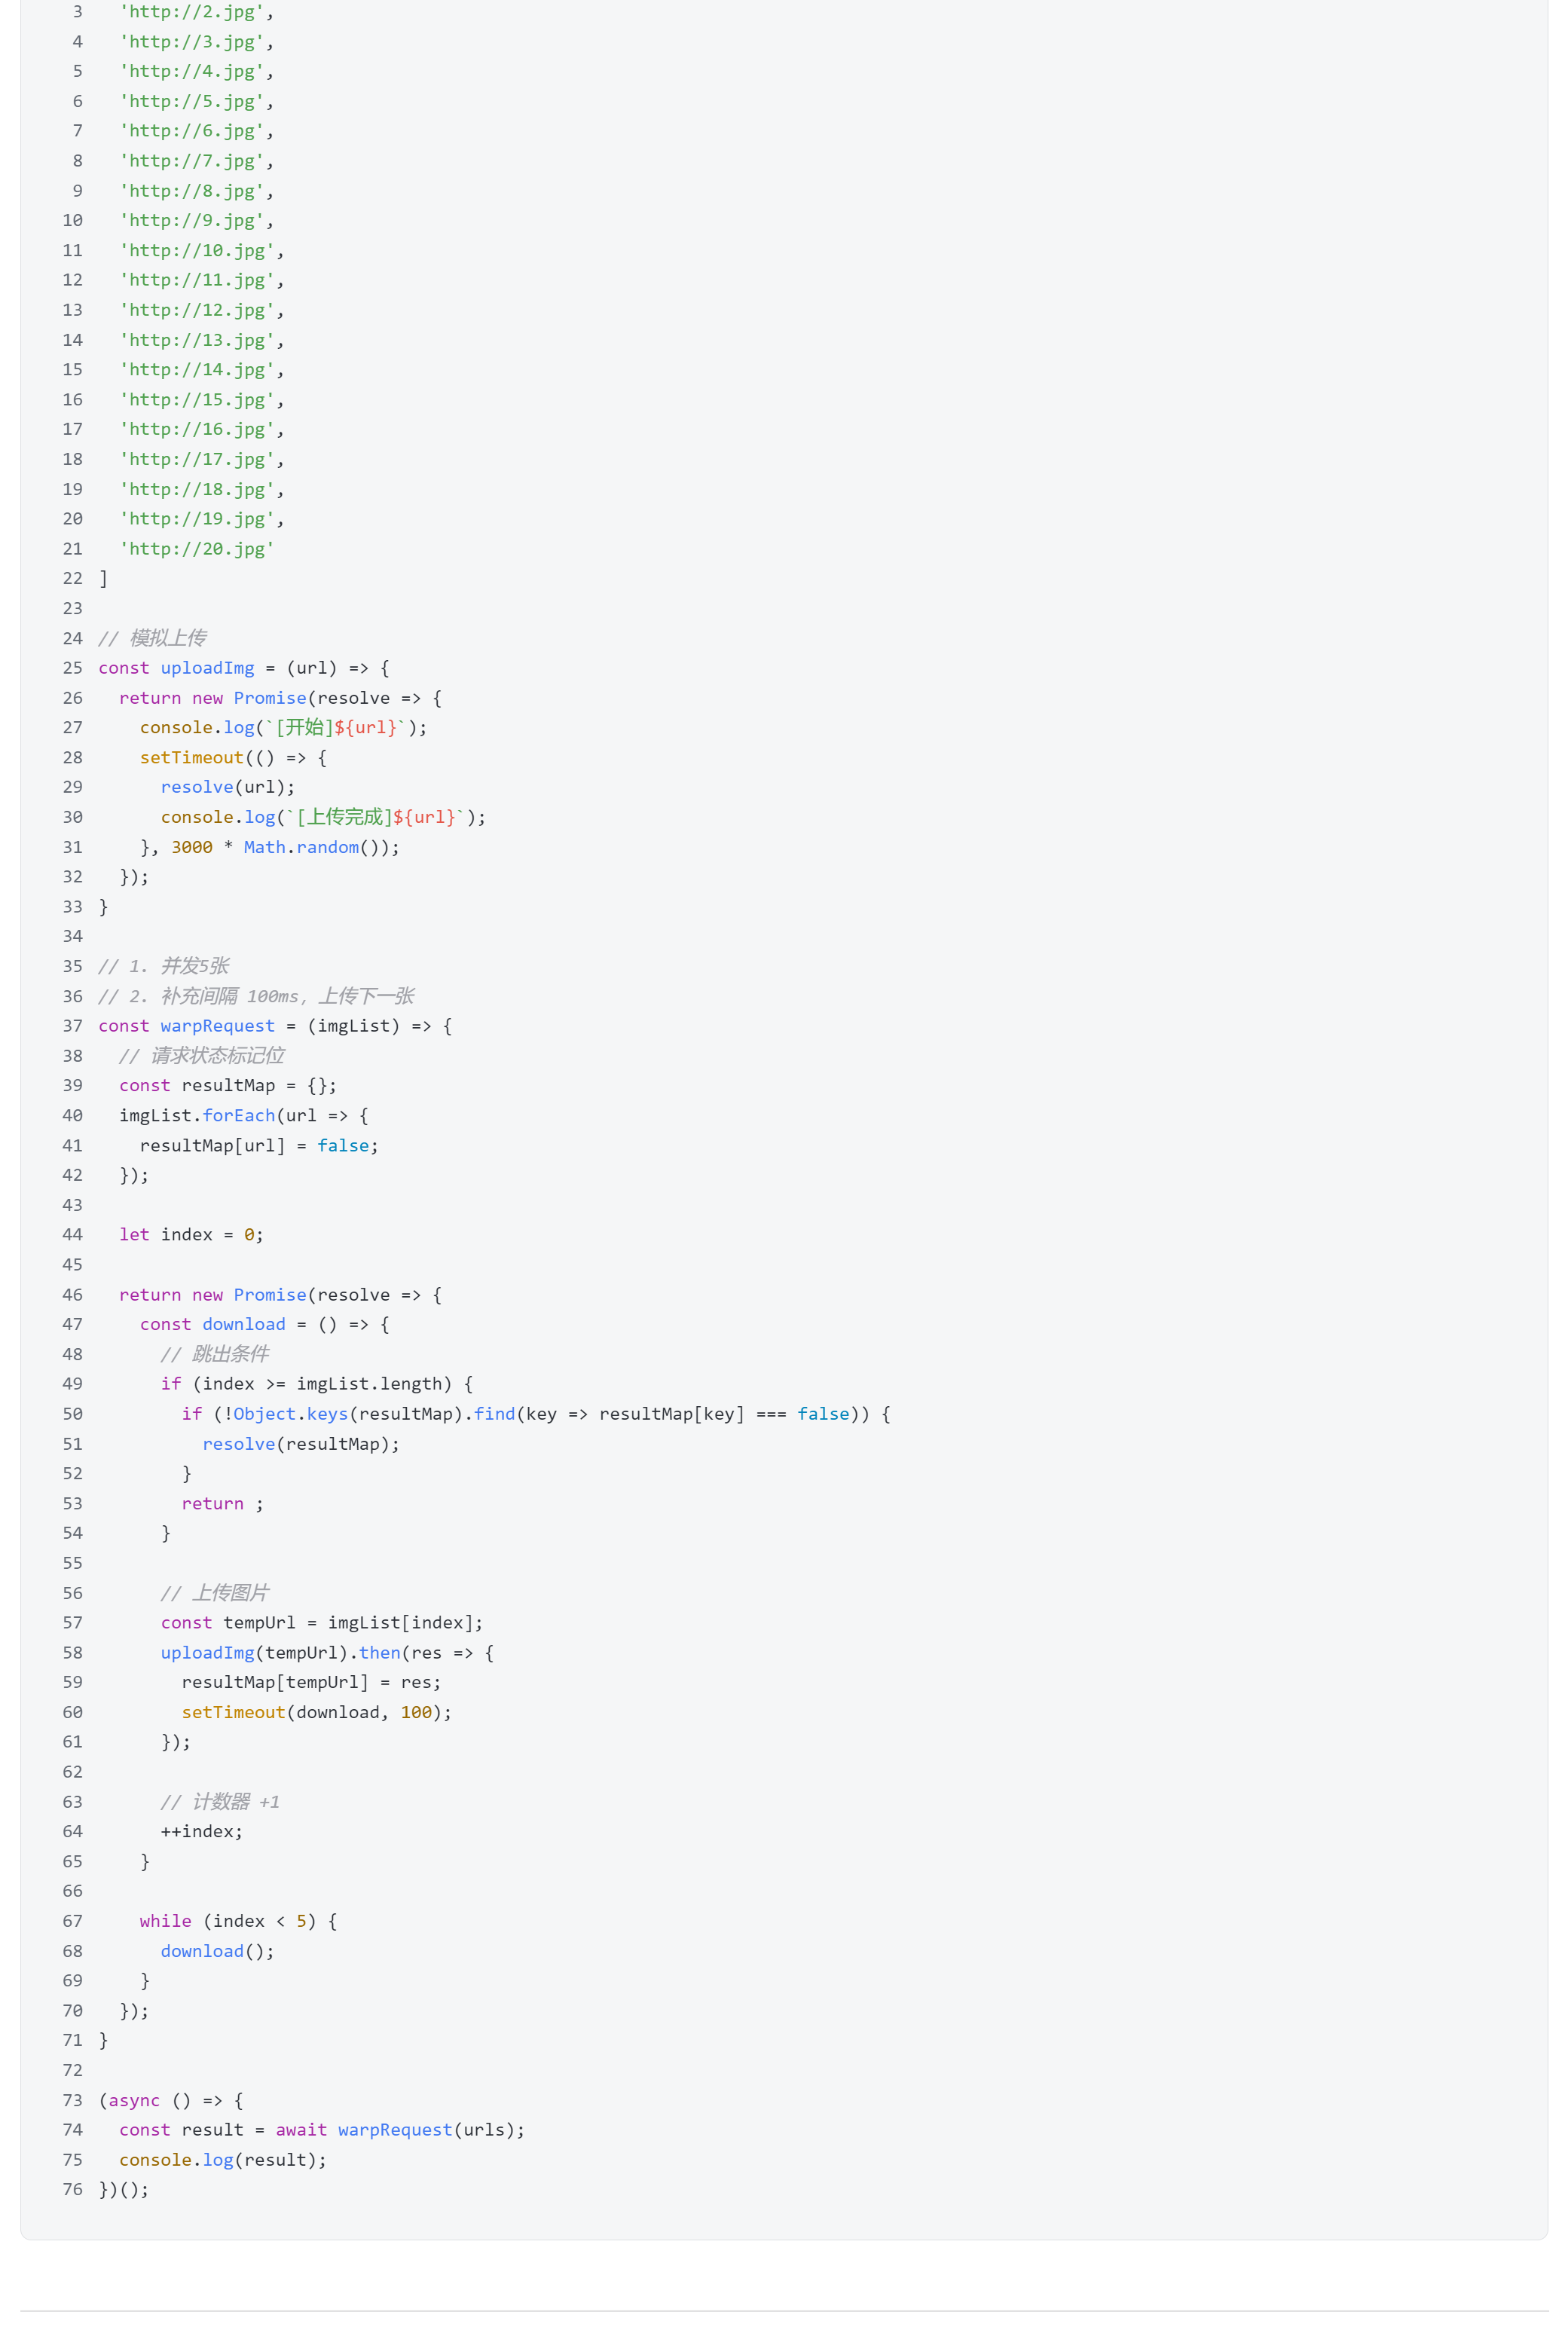 3 'http://2.jpg',
4 'http://3.jpg',
5 'http://4.jpg',
6 'http://5.jpg',
7 'http://6.jpg',
8 'http://7.jpg',
9 'http://8.jpg',
10 'http://9.jpg',
11 'http://10.jpg',
12 'http://11.jpg',
13 'http://12.jpg',
14 'http://13.jpg',
15 'http://14.jpg',
16 'http://15.jpg',
17 'http://16.jpg',
18 'http://17.jpg',
19 'http://18.jpg',
20 'http://19.jpg',
21 'http://20.jpg'
22 ]
23
24 // 模拟上传
25 const uploadImg = (url) => {
26   return new Promise(resolve => {
27     console.log(`[开始]${url}`);
28     setTimeout(() => {
29       resolve(url);
30       console.log(`[上传完成]${url}`);
31     }, 3000 * Math.random());
32   });
33 }
34
35 // 1. 并发5张
36 // 2. 补充间隔 100ms, 上传下一张
37 const warpRequest = (imgList) => {
38   // 请求状态标记位
39   const resultMap = {};
40   imgList.forEach(url => {
41     resultMap[url] = false;
42   });
43
44   let index = 0;
45
46   return new Promise(resolve => {
47     const download = () => {
48       // 跳出条件
49       if (index >= imgList.length) {
50         if (!Object.keys(resultMap).find(key => resultMap[key] === false)) {
51           resolve(resultMap);
52         }
53         return ;
54       }
55
56       // 上传图片
57       const tempUrl = imgList[index];
58       uploadImg(tempUrl).then(res => {
59         resultMap[tempUrl] = res;
60         setTimeout(download, 100);
61       });
62
63       // 计数器 +1
64       ++index;
65     }
66
67     while (index < 5) {
68       download();
69     }
70   });
71 }
72
73 (async () => {
74   const result = await warpRequest(urls);
75   console.log(result);
76 })();